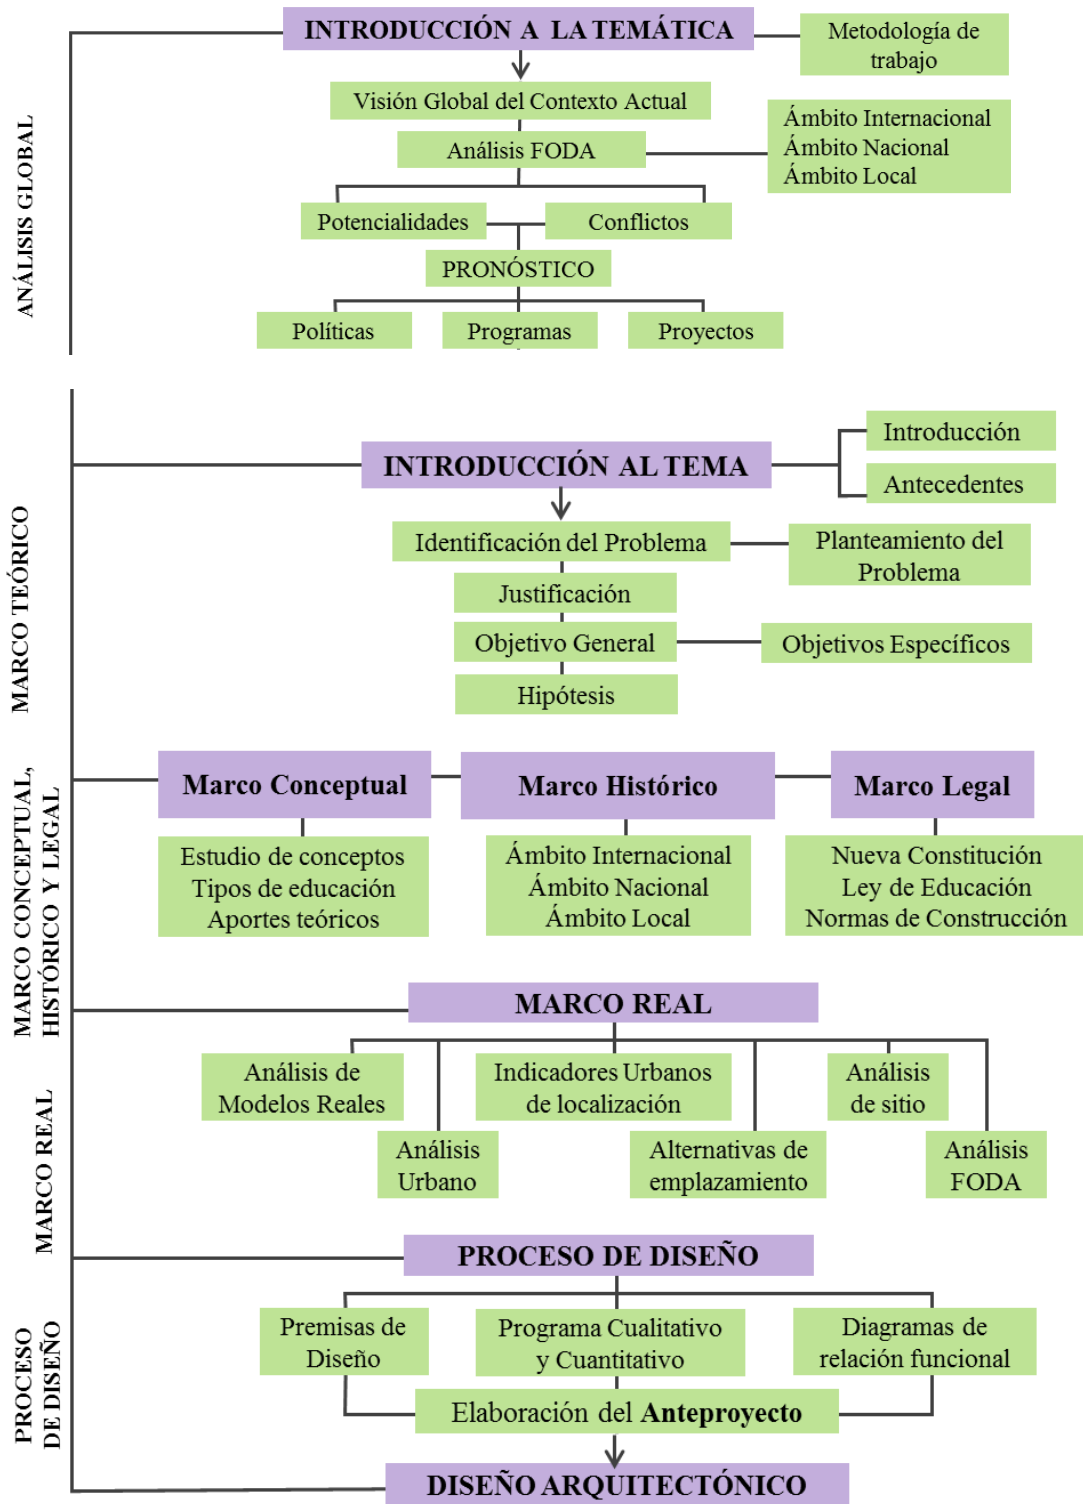 INTRODUCCIÓN A LA TEMÁTICA
Metodología de
trabajo
Visión Global del Contexto Actual
Análisis FODA
Ámbito Internacional
Ámbito Nacional
Ámbito Local
Potencialidades
Conflictos
PRONÓSTICO
Políticas
Programas
Proyectos
ANÁLISIS GLOBAL
INTRODUCCIÓN AL TEMA
Introducción
Antecedentes
Identificación del Problema
Planteamiento del
Problema
Justificación
Objetivo General
Objetivos Específicos
Hipótesis
MARCO TEÓRICO
Marco Conceptual
Marco Histórico
Marco Legal
Estudio de conceptos
Tipos de educación
Aportes teóricos
Ámbito Internacional
Ámbito Nacional
Ámbito Local
Nueva Constitución
Ley de Educación
Normas de Construcción
MARCO CONCEPTUAL,
HISTÓRICO Y LEGAL
MARCO REAL
Análisis de
Modelos Reales
Indicadores Urbanos
de localización
Análisis
de sitio
Análisis
Urbano
Alternativas de
emplazamiento
Análisis
FODA
MARCO REAL
PROCESO DE DISEÑO
Premisas de
Diseño
Programa Cualitativo
y Cuantitativo
Diagramas de
relación funcional
Elaboración del Anteproyecto
PROCESO
DE DISEÑO
DISEÑO ARQUITECTÓNICO